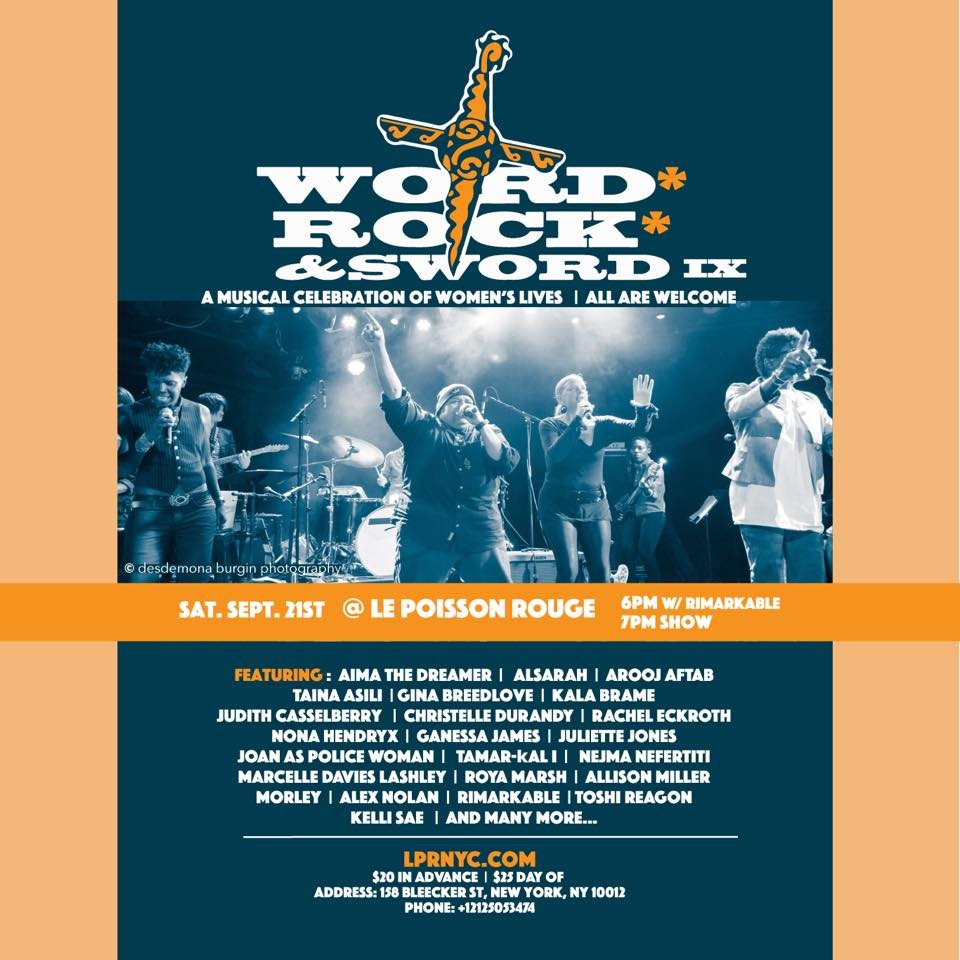 WORD*
ROCK*
&SWORD IX
A MUSICAL CELEBRATION OF WOMEN'S LIVES | ALL ARE WELCOME
© desdemona burgin photography
SAT. SEPT. 21ST @ LE POISSON ROUGE 6PM W/ RIMARKABLE
7PM SHOW
FEATURING: AIMA THE DREAMER | ALSARAH | AROOJ AFTAB
TAINA ASILI | GINA BREEDLOVE | KALA BRAME
JUDITH CASSELBERRY | CHRISTELLE DURANDY | RACHEL ECKROTH
NONA HENDRYX | GANESSA JAMES | JULIETTE JONES
JOAN AS POLICE WOMAN | TAMAR-kAL I | NEJMA NEFERTITI
MARCELLE DAVIES LASHLEY | ROYA MARSH | ALLISON MILLER
MORLEY | ALEX NOLAN | RIMARKABLE | TOSHI REAGON
KELLI SAE | AND MANY MORE...
LPRNYC.COM
$20 IN ADVANCE | $25 DAY OF
ADDRESS: 158 BLEECKER ST, NEW YORK, NY 10012
PHONE: +12125053474